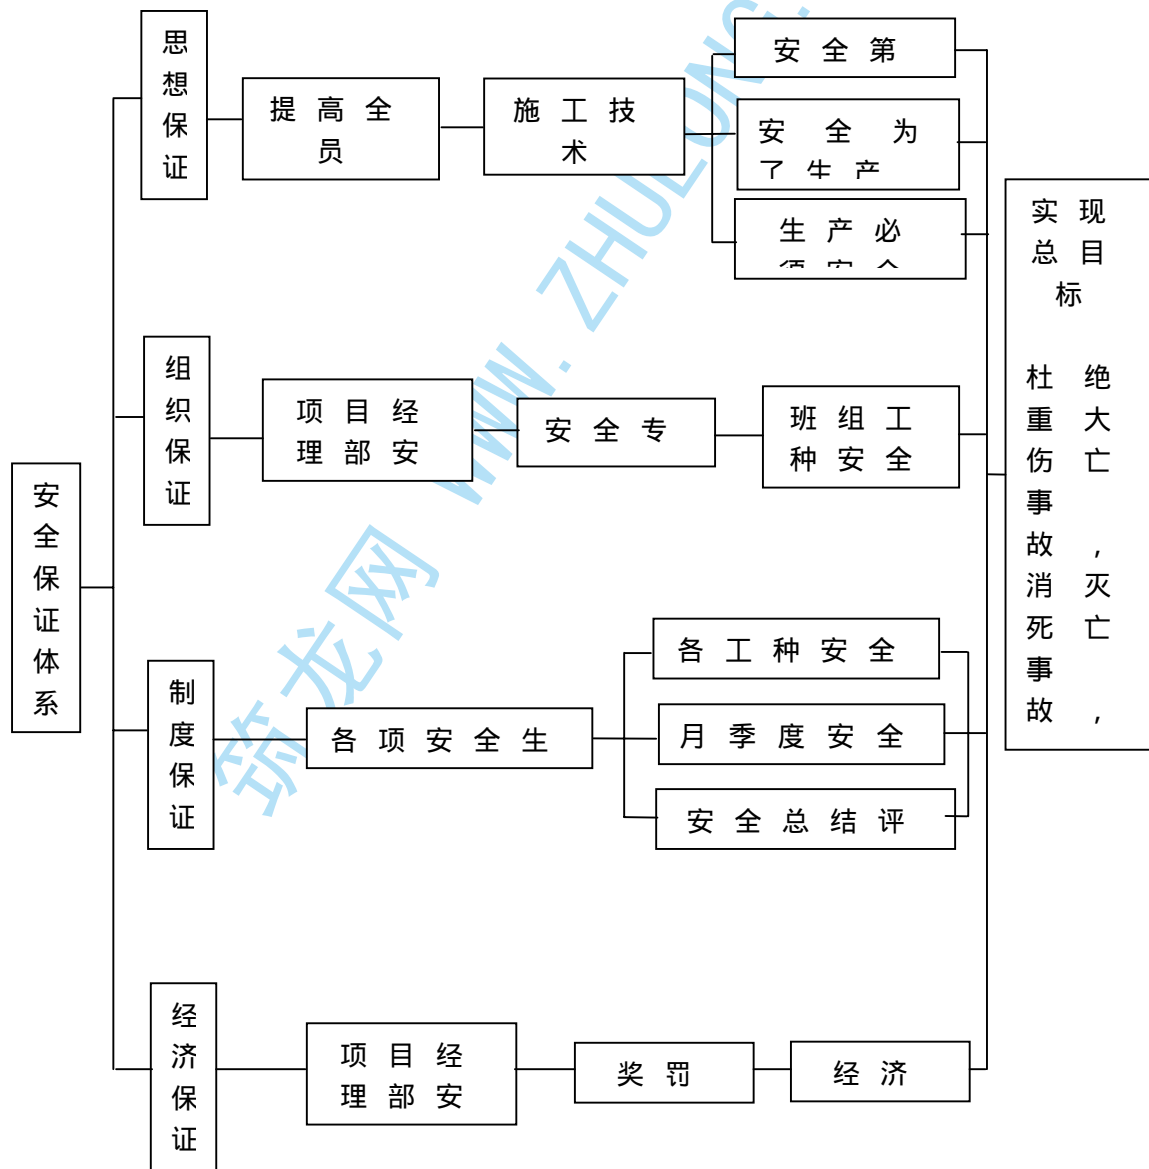 安全保证体系
思想保证
提高全
员
施工技
术
安全第
安全为
了生产
生产必
须安全
组织保证
项目经
理部安
安全专
班组工
种安全
制度保证
各项安全生
各工种安全
月季度安全
安全总结评
经济保证
项目经
理部安
奖罚
经济
实现
总目
标
杜绝
重大
伤亡
事
故，
消灭
死亡
事
故，
筑龙网 WWW.ZHULONG.